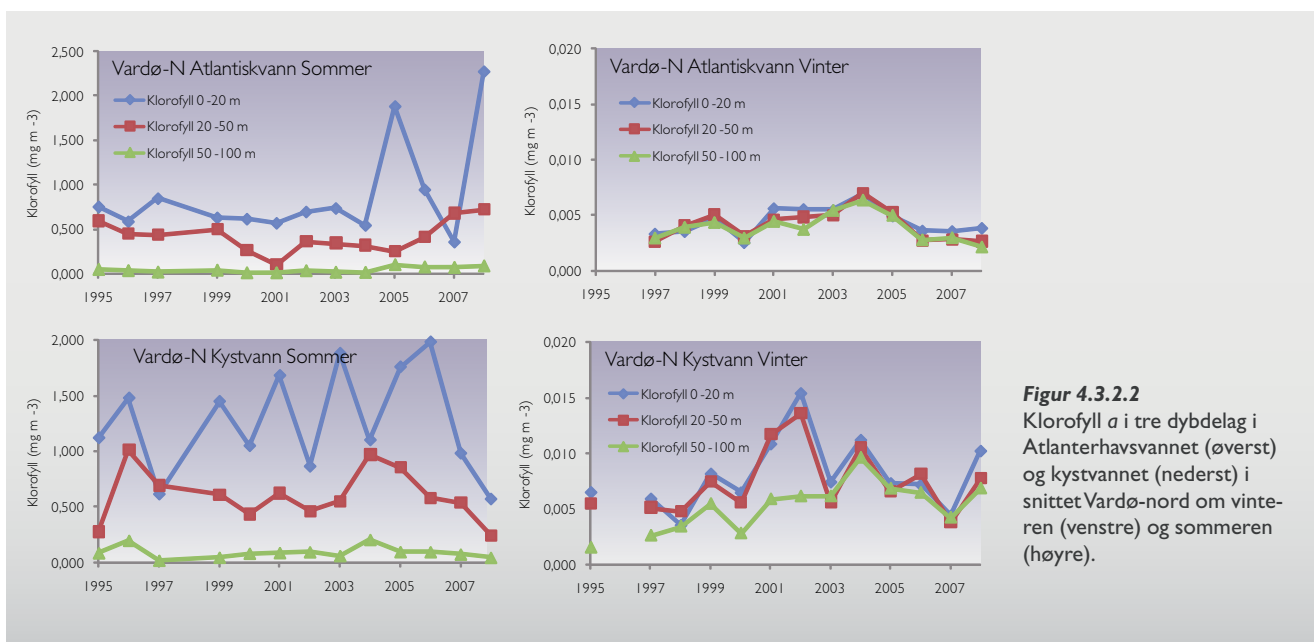 Vardø-N Atlantiskvann Sommer
Klorofyll (mg m -3)
2,500
2,000
1,500
1,000
0,500
0,000
Klorofyll 0 -20 m
Klorofyll 20 -50 m
Klorofyll 50 -100 m
1995 1997 1999 2001 2003 2005 2007
Vardø-N Atlantiskvann Vinter
Klorofyll (mg m -3)
0,020
0,015
0,010
0,005
0,000
Klorofyll 0 -20 m
Klorofyll 20 -50 m
Klorofyll 50 -100 m
1995 1997 1999 2001 2003 2005 2007
Vardø-N Kystvann Sommer
Klorofyll (mg m -3)
2,000
1,500
1,000
0,500
0,000
1995 1997 1999 2001 2003 2005 2007
Vardø-N Kystvann Vinter
Klorofyll (mg m -3)
0,020
0,015
0,010
0,005
0,000
Klorofyll 0 -20 m
Klorofyll 20 -50 m
Klorofyll 50 -100 m
1995 1997 1999 2001 2003 2005 2007
Figur 4.3.2.2
Klorofyll a i tre dybdelag i
Atlanterhavsvannet (øverst)
og kystvannet (nederst) i
snittet Vardø-nord om vinte-
ren (venstre) og sommeren
(høyre).